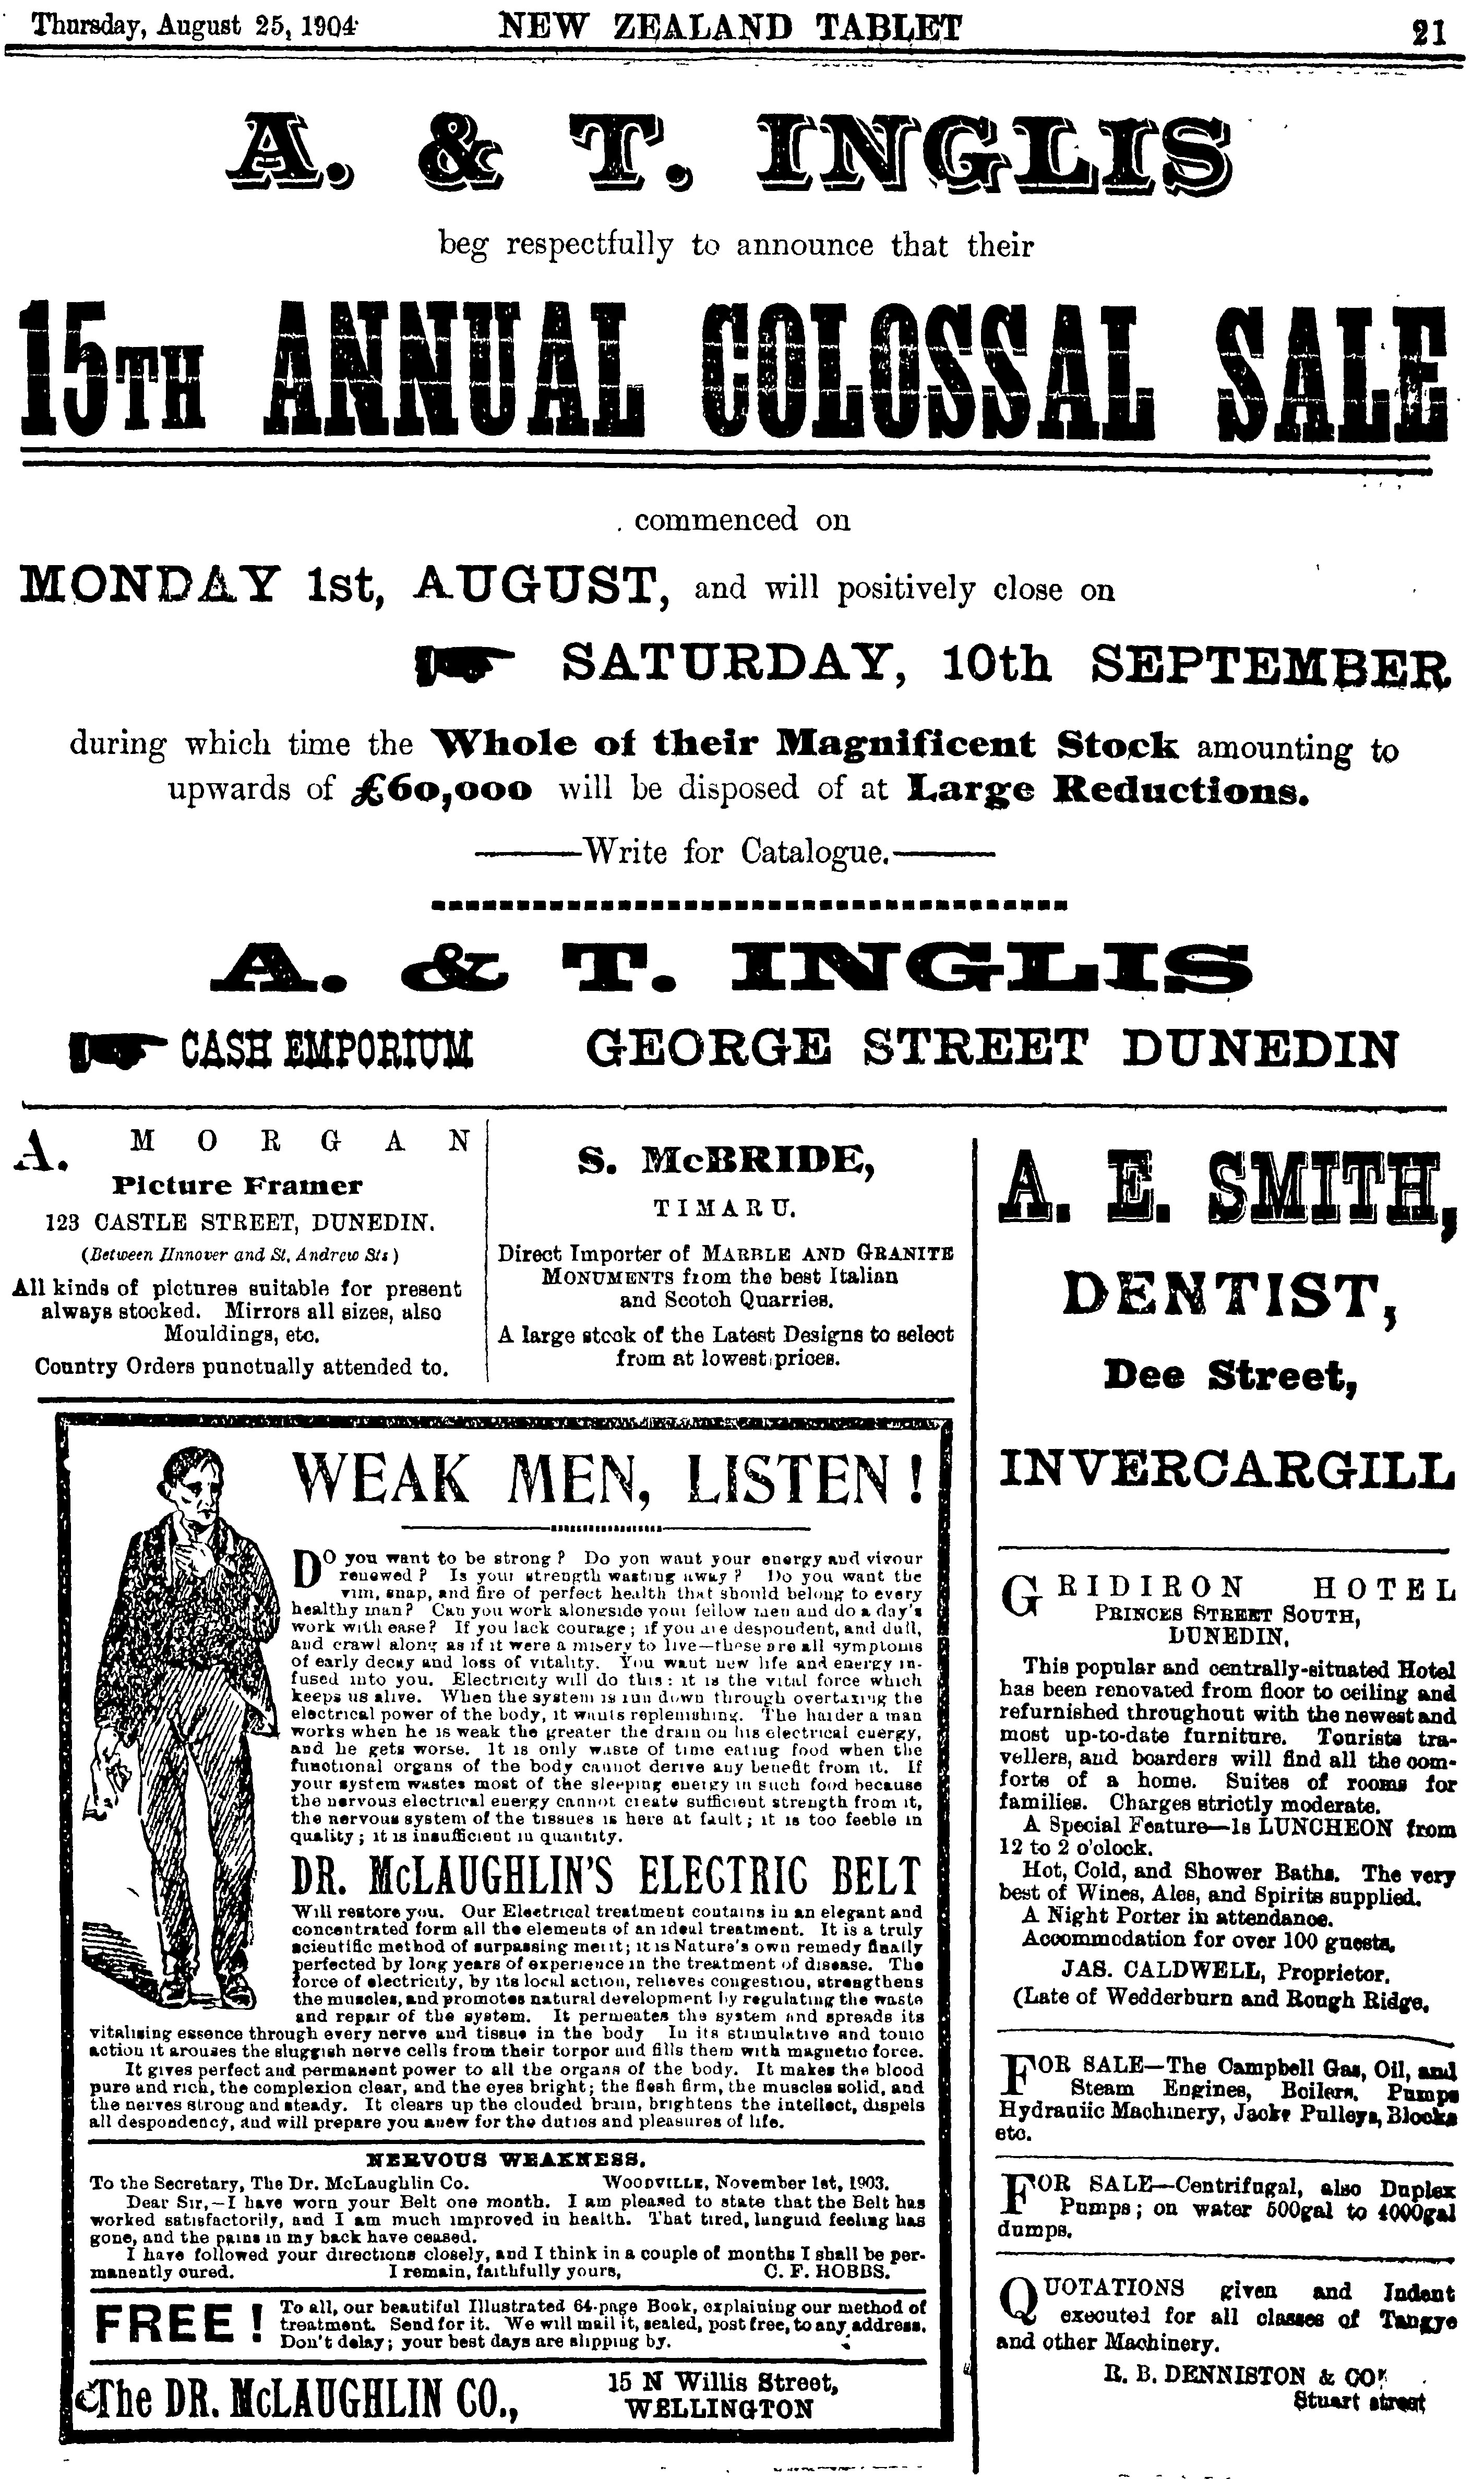 Thursday, August 25, 1904
NEW ZEALAND TABLET
21
A. & T. INGLIS
beg respectfully to announce that their
15TH ANNUAL COLOSSAL SALE
commenced on
MONDAY 1st, AUGUST, and will positively close on
SATURDAY, 10th SEPTEMBER
during which time the Whole of their Magnificent Stock amounting to
upwards of £60,000 will be disposed of at Large Reductions.
Write for Catalogue.
A. & T. INGLIS
CASH EMPORIUM GEORGE STREET DUNEDIN
A. MORGAN
Picture Framer
123 CASTLE STREET, DUNEDIN.
(Between Hanover and St. Andrew Sts)
All kinds of pictures suitable for present
always stocked. Mirrors all sizes, also
Mouldings, etc.
Country Orders punctually attended to.
S. McBRIDE,
TIMARU.
Direct Importer of MARBLE AND GRANITE
MONUMENTS from the best Italian
and Scotch Quarries.
A large stock of the Latest Designs to select
from at lowest prices.
WEAK MEN, LISTEN!
DO you want to be strong? Do you want your energy and vigour
renewed? Is your strength wasting away? Do you want the
vim, snap, and fire of perfect health that should belong to every
healthy man? Can you work alongside your fellow men and do a day's
work with ease? If you lack courage; if you are despondent, and dull,
and crawl along as if it were a misery to live—these are all symptoms
of early decay and loss of vitality. You want new life and energy in-
fused into you. Electricity will do this: it is the vital force which
keeps us alive. When the system is run down through overtaxing the
electrical power of the body, it wants replenishing. The harder a man
works when he is weak the greater the drain on his electrical energy,
and he gets worse. It is only waste of time eating food when the
functional organs of the body cannot derive any benefit from it. If
your system wastes most of the sleeping energy in such food because
the nervous electrical energy cannot create sufficient strength from it,
the nervous system of the tissues is here at fault; it is too feeble in
quality; it is insufficient in quantity.
DR. McLAUGHLIN'S ELECTRIC BELT
Will restore you. Our Electrical treatment contains in an elegant and
concentrated form all the elements of an ideal treatment. It is a truly
scientific method of surpassing merit; it is Nature's own remedy finally
perfected by long years of experience in the treatment of disease. The
force of electricity, by its local action, relieves congestion, strengthens
the muscles, and promotes natural development by regulating the waste
and repair of the system. It permeates the system and spreads its
vitalising essence through every nerve and tissue in the body In its stimulative and tonic
action it arouses the sluggish nerve cells from their torpor and fills them with magnetic force.
It gives perfect and permanent power to all the organs of the body. It makes the blood
pure and rich, the complexion clear, and the eyes bright; the flesh firm, the muscles solid, and
the nerves strong and steady. It clears up the clouded brain, brightens the intellect, dispels
all despondency, and will prepare you anew for the duties and pleasures of life.
NERVOUS WEAKNESS.
To the Secretary, The Dr. McLaughlin Co. WOODVILLE, November 1st, 1903.
Dear Sir,—I have worn your Belt one month. I am pleased to state that the Belt has
worked satisfactorily, and I am much improved in health. That tired, languid feeling has
gone, and the pains in my back have ceased.
I have followed your directions closely, and I think in a couple of months I shall be per-
manently cured. I remain, faithfully yours, C. F. HOBBS.
FREE! To all, our beautiful Illustrated 64-page Book, explaining our method of
treatment. Send for it. We will mail it, sealed, post free, to any address.
Don't delay; your best days are slipping by.
The DR. McLAUGHLIN CO., 15 N Willis Street,
WELLINGTON
A. E. SMITH,
DENTIST,
Dee Street,
INVERCARGILL
GRIDIRON HOTEL
PRINCES STREET SOUTH,
DUNEDIN.
This popular and centrally-situated Hotel
has been renovated from floor to ceiling and
refurnished throughout with the newest and
most up-to-date furniture. Tourists tra-
vellers, and boarders will find all the com-
forts of a home. Suites of rooms for
families. Charges strictly moderate.
A Special Feature—1s LUNCHEON from
12 to 2 o'clock.
Hot, Cold, and Shower Baths. The very
best of Wines, Ales, and Spirits supplied.
A Night Porter in attendance.
Accommodation for over 100 guests.
JAS. CALDWELL, Proprietor.
(Late of Wedderburn and Rough Ridge.
FOR SALE—The Campbell Gas, Oil, and
Steam Engines, Boilers, Pumps
Hydraulic Machinery, Jacks Pulleys, Blocks
etc.
FOR SALE—Centrifugal, also Duplex
Pumps; on water 500gal to 4000gal
dumps.
QUOTATIONS given and Indent
executed for all classes of Tangye
and other Machinery.
R. B. DENNISTON & CO
Stuart street